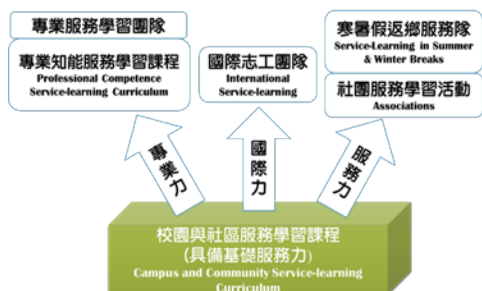 專業服務學習團隊
專業知能服務學習課程
Professional Competence
Service-learning Curriculum
國際志工團隊
International
Service-learning
寒暑假返鄉服務隊
Service-Learning in Summer
& Winter Breaks
社團服務學習活動
Associations
專業力
國際力
服務力
校園與社區服務學習課程
(具備基礎服務力)
Campus and Community Service-learning
Curriculum